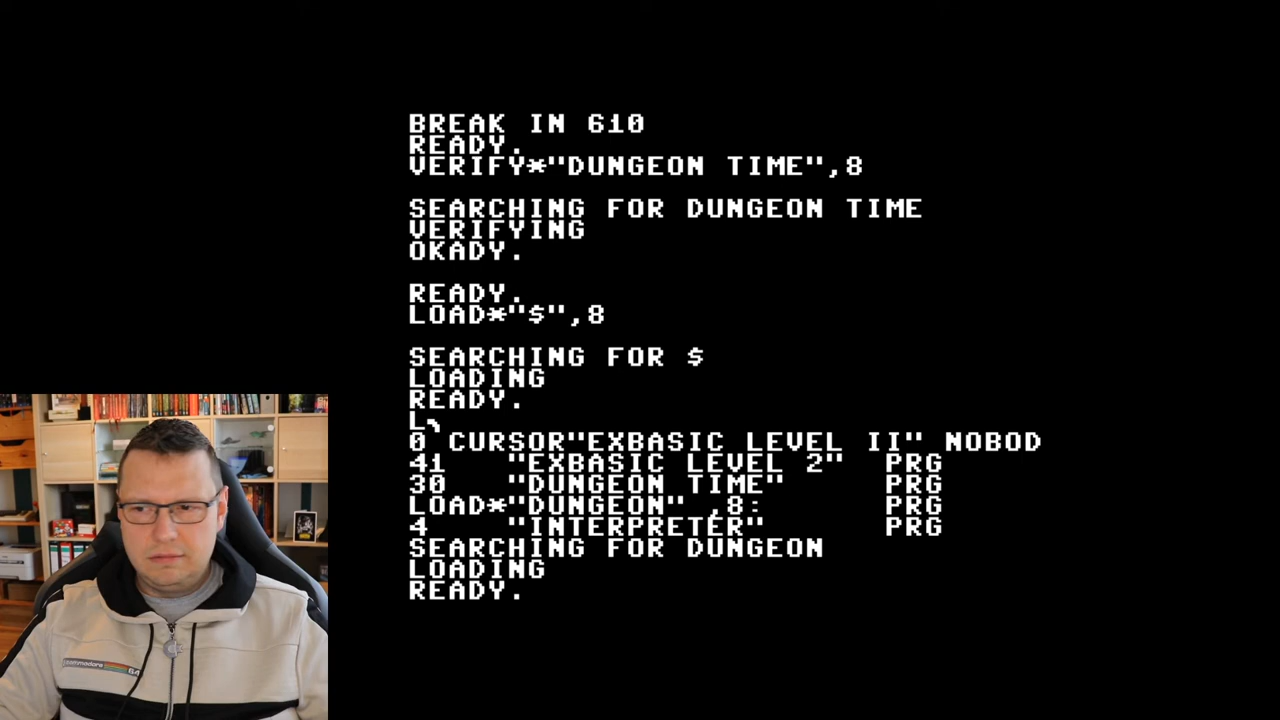 BREAK IN 610
READY.
VERIFY*"DUNGEON TIME",8
SEARCHING FOR DUNGEON TIME
VERIFYING
OKADY.
READY.
LOAD*"$",8
SEARCHING FOR $
LOADING
READY.
L
0 CURSOR"EXBASIC LEVEL II" NOBOD
41 "EXBASIC LEVEL 2" PRG
30 "DUNGEON TIME" PRG
LOAD*"DUNGEON" ,8: PRG
4 "INTERPRETER" PRG
SEARCHING FOR DUNGEON
LOADING
READY.
commodore
64